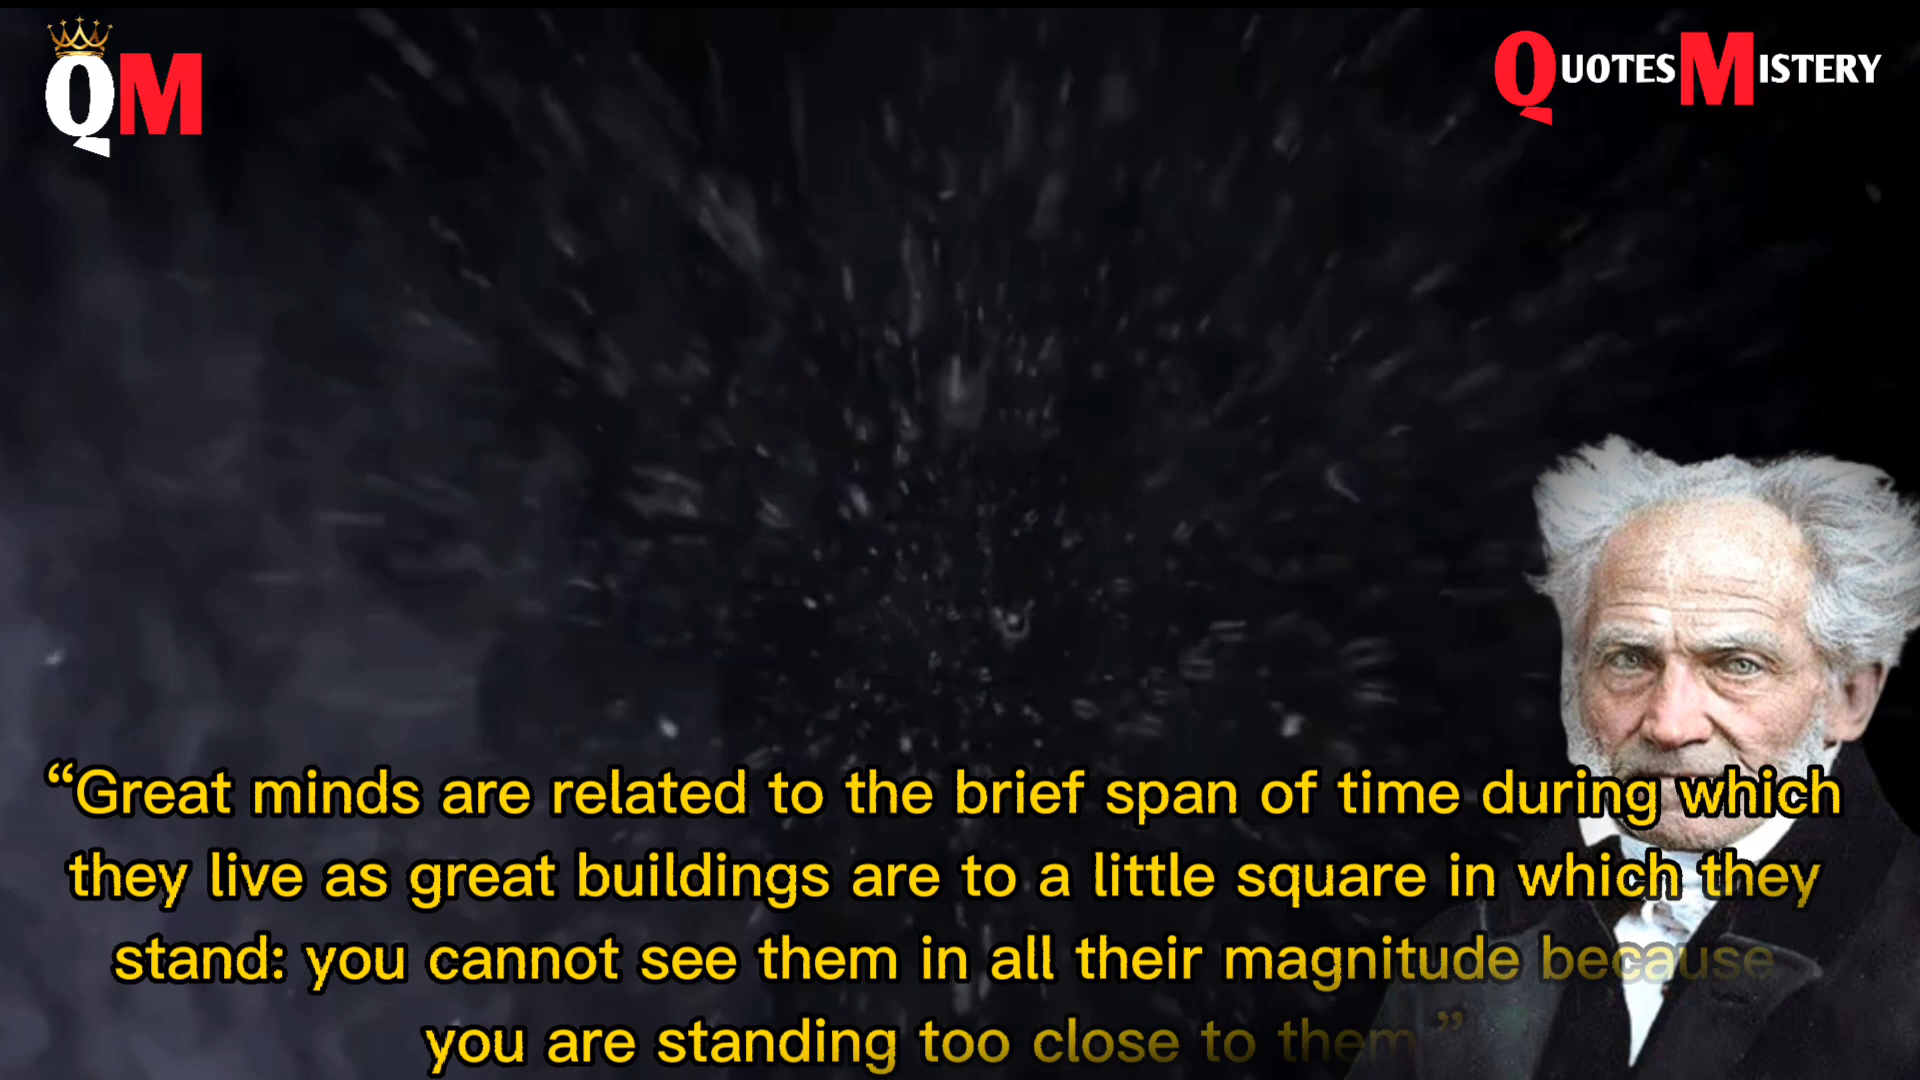 QM
QUOTESMISTERY
“Great minds are related to the brief span of time during which
they live as great buildings are to a little square in which they
stand: you cannot see them in all their magnitude because
you are standing too close to them.”